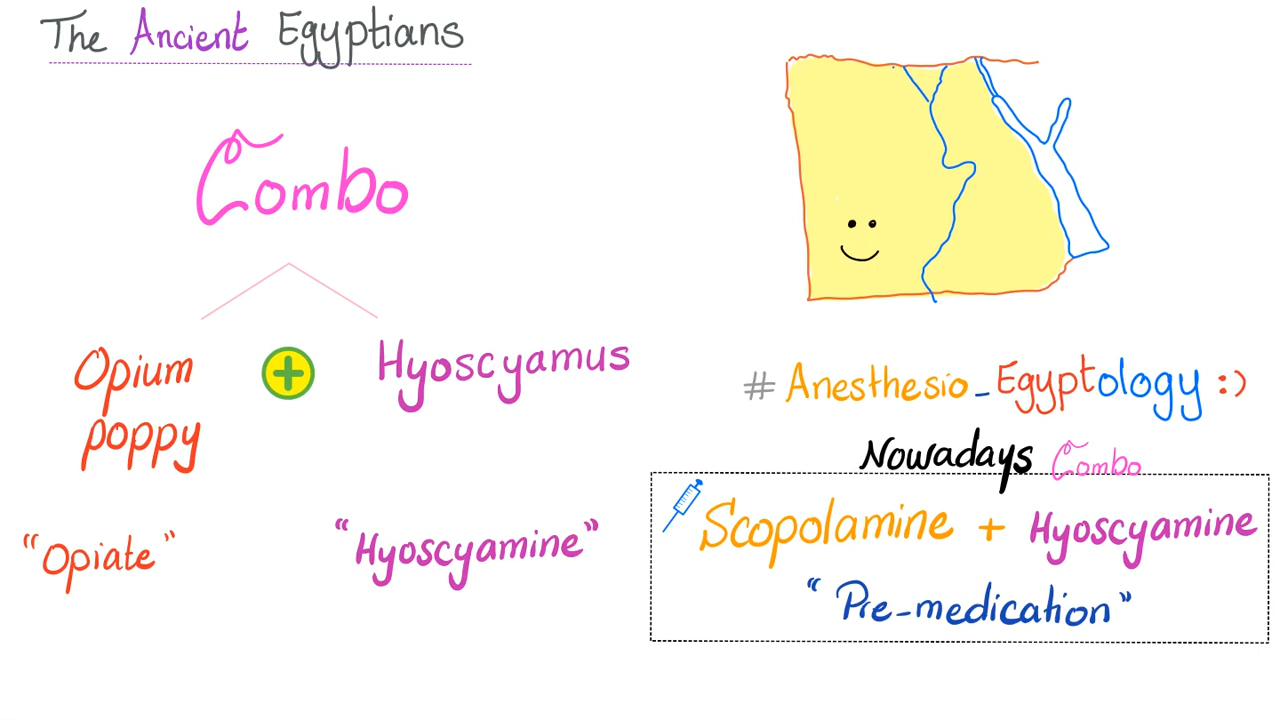 The Ancient Egyptians
Combo
Opium poppy
+
Hyoscyamus
"Opiate"
"Hyoscyamine"
# Anesthesio_Egyptology :)
Nowadays Combo
Scopolamine + Hyoscyamine
"Pre-medication"